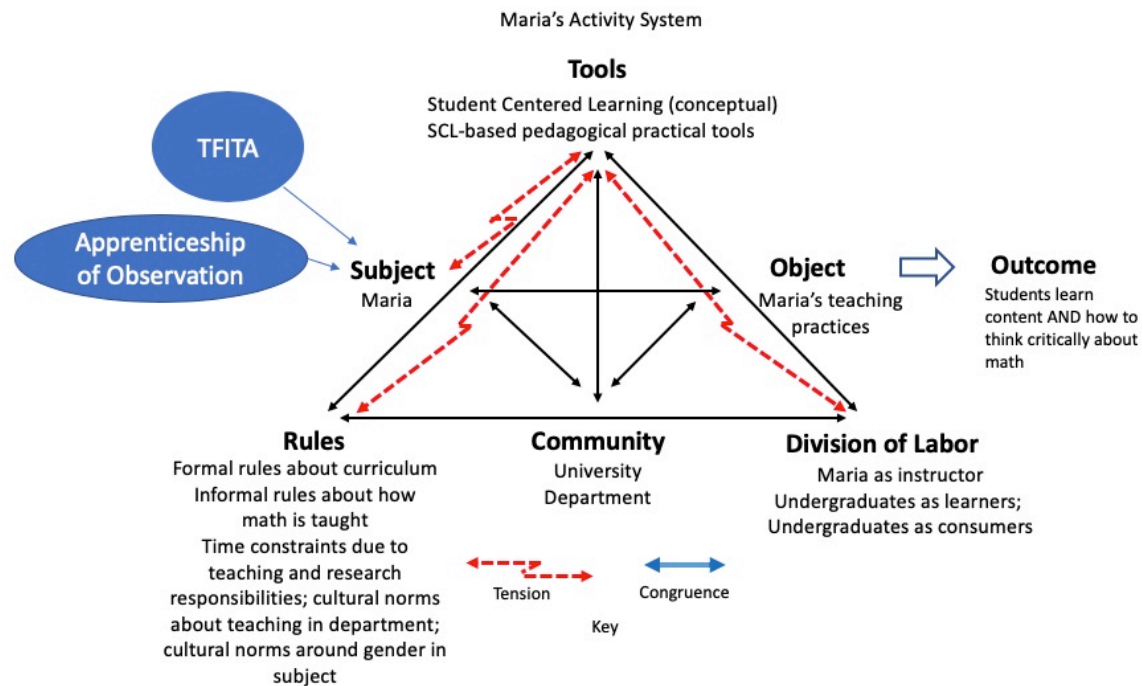 Maria's Activity System
Tools
Student Centered Learning (conceptual)
SCL-based pedagogical practical tools
TFITA
Apprenticeship
of Observation
Subject
Maria
Object
Maria's teaching
practices
Outcome
Students learn
content AND how to
think critically about
math
Rules
Formal rules about curriculum
Informal rules about how
math is taught
Time constraints due to
teaching and research
responsibilities; cultural norms
about teaching in department;
cultural norms around gender in
subject
Community
University
Department
Division of Labor
Maria as instructor
Undergraduates as learners;
Undergraduates as consumers
Tension
Congruence
Key